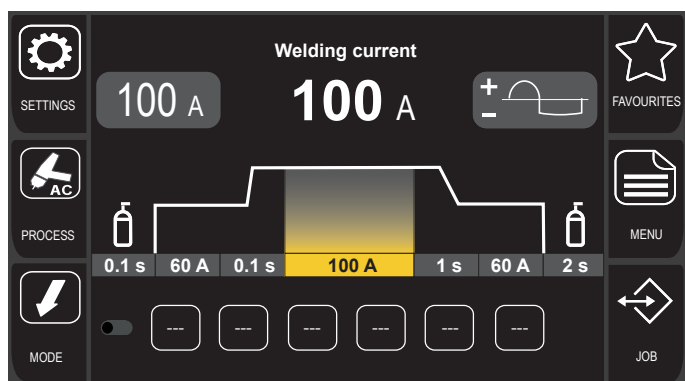 SETTINGS
Welding current
100 A
100 A
+
−
FAVOURITES
AC
PROCESS
MENU
0.1 s 60 A 0.1 s 100 A 1 s 60 A 2 s
MODE
--- --- --- --- --- ---
JOB